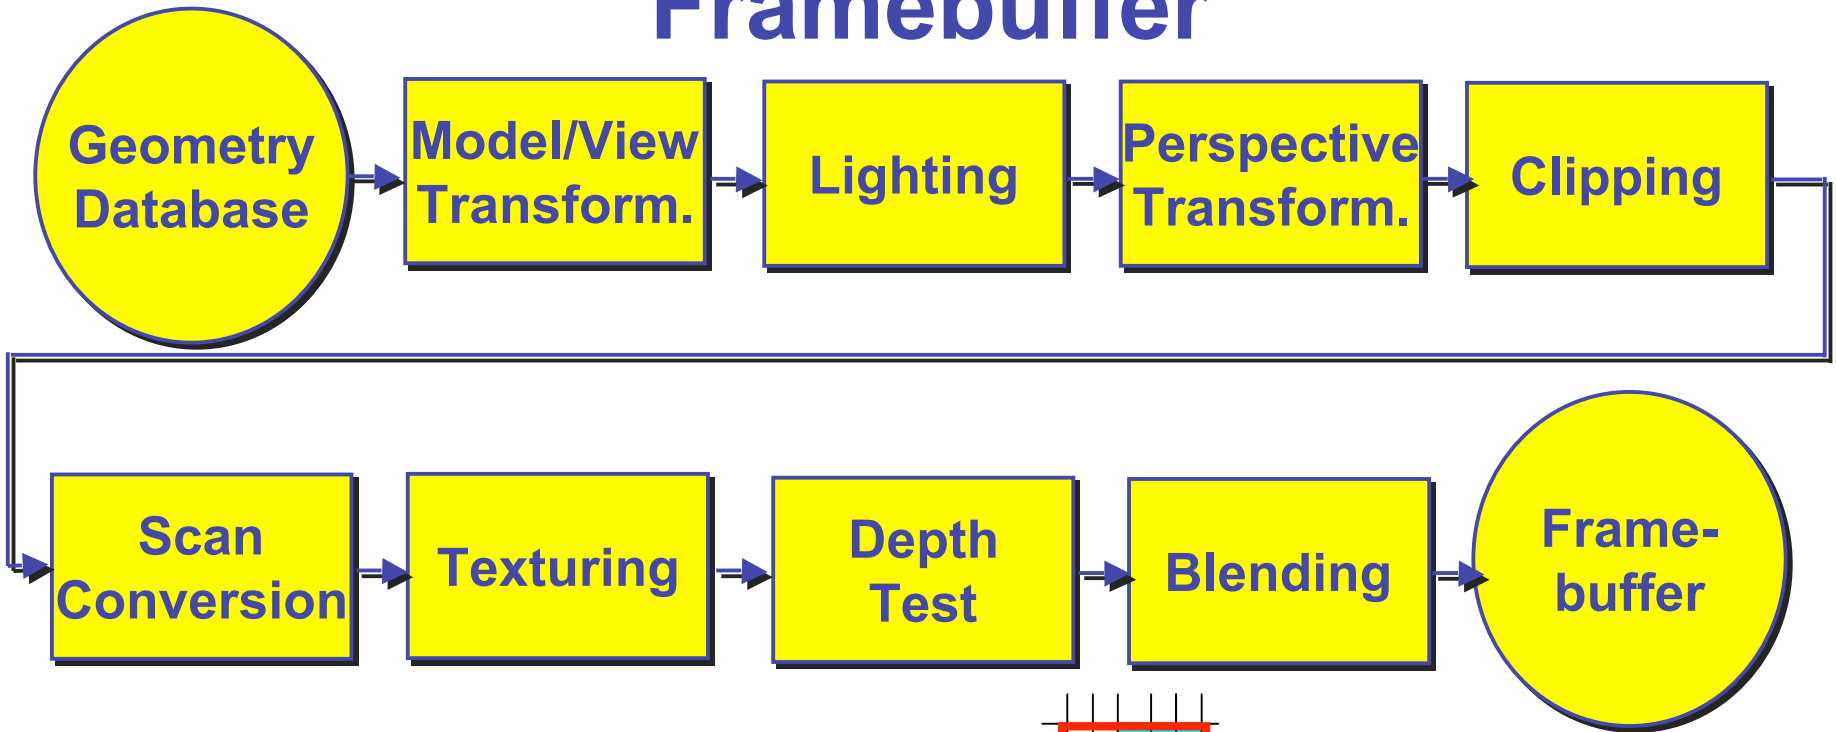 Framebuffer
Geometry
Database
Model/View
Transform.
Lighting
Perspective
Transform.
Clipping
Scan
Conversion
Texturing
Depth
Test
Blending
Frame-
buffer